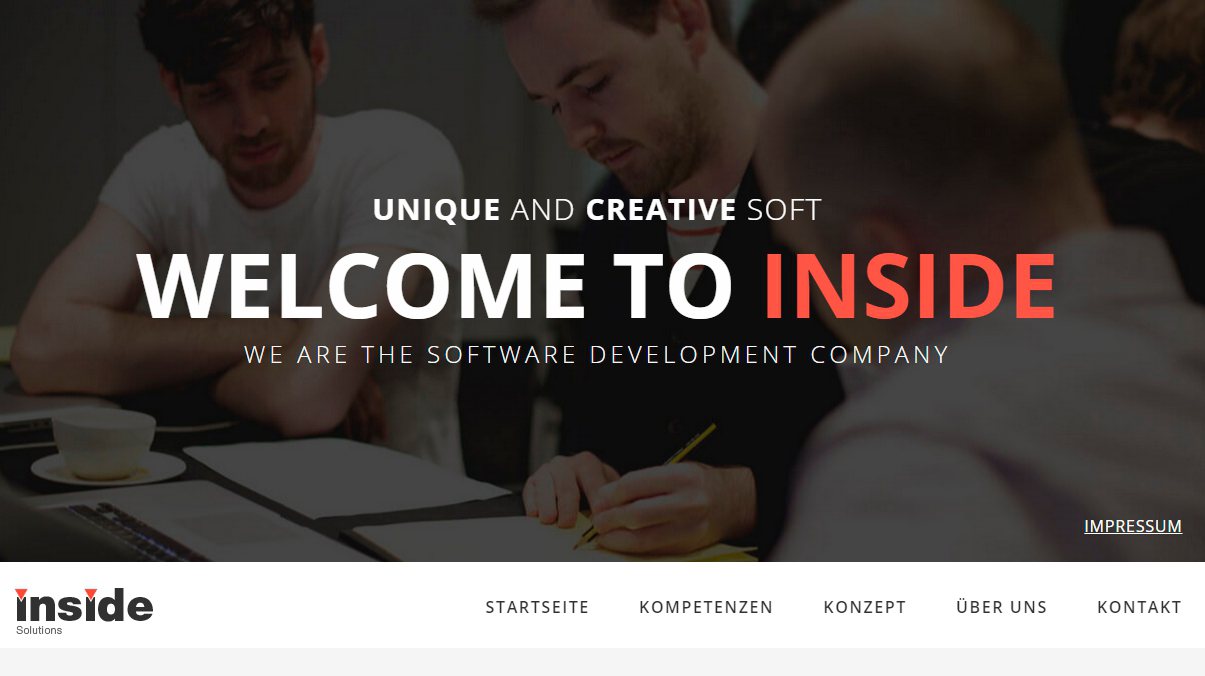 UNIQUE AND CREATIVE SOFT
WELCOME TO INSIDE
WE ARE THE SOFTWARE DEVELOPMENT COMPANY
IMPRESSUM
inside
Solutions
STARTSEITE KOMPETENZEN KONZEPT ÜBER UNS KONTAKT